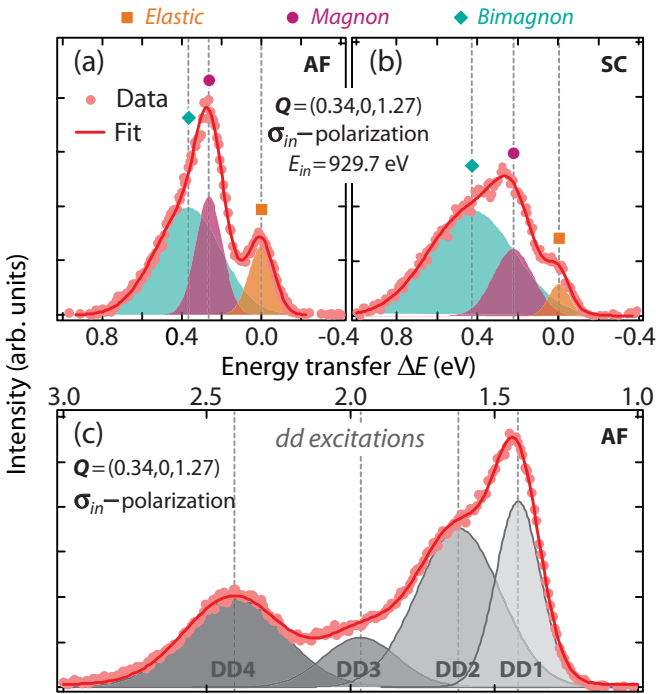 Elastic Magnon Bimagnon
(a) AF
Data
Fit
(b) SC
Q=(0.34,0,1.27)
σin−polarization
Ein=929.7 eV
0.8 0.4 0.0 -0.4
0.8 0.4 0.0 -0.4
Energy transfer ΔE (eV)
Intensity (arb. units)
3.0 2.5 2.0 1.5 1.0
(c) dd excitations AF
Q=(0.34,0,1.27)
σin−polarization
DD4 DD3 DD2 DD1